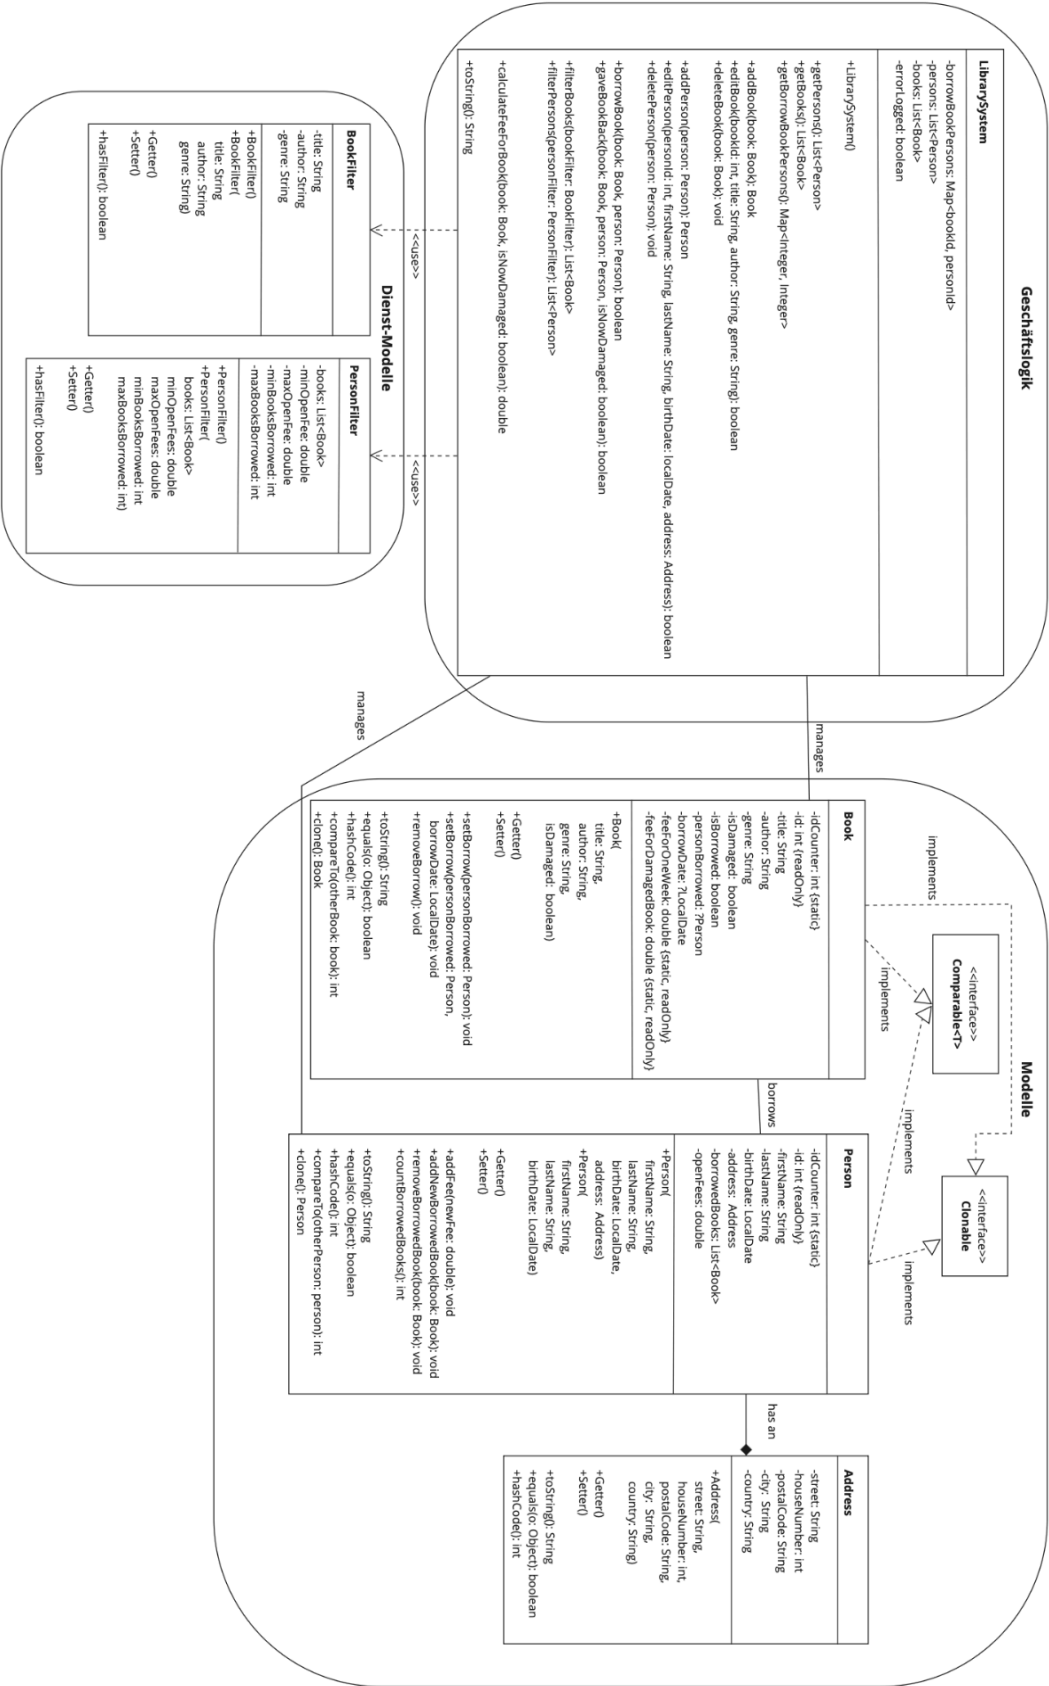 Geschäftslogik
LibrarySystem
-borrowBookPersons: Map<bookId, personId>
-persons: List<Person>
-books: List<Book>
-errorLogged: boolean
+LibrarySystem()
+getPersons(): List<Person>
+getBooks(): List<Book>
+getBorrowBookPersons(): Map<Integer, Integer>
+addBook(book: Book): Book
+editBook(bookId: int, title: String, author: String, genre: String): boolean
+deleteBook(book: Book): void
+addPerson(person: Person): Person
+editPerson(personId: int, firstName: String, lastName: String, birthDate: localDate, address: Address): boolean
+deletePerson(person: Person): void
+borrowBook(book: Book, person: Person): boolean
+gaveBookBack(book: Book, person: Person, isNowDamaged: boolean): boolean
+filterBooks(bookFilter: BookFilter): List<Book>
+filterPersons(personFilter: PersonFilter): List<Person>
+calculateFeeForBook(book: Book, isNowDamaged: boolean): double
+toString(): String
<<use>>
<<use>>
Dienst-Modelle
BookFilter
-title: String
-author: String
-genre: String
+BookFilter()
+BookFilter(
title: String
author: String
genre: String)
+Getter()
+Setter()
+hasFilter(): boolean
PersonFilter
-books: List<Book>
-minOpenFee: double
-maxOpenFee: double
-minBooksBorrowed: int
-maxBooksBorrowed: int
+PersonFilter()
+PersonFilter(
books: List<Book>
minOpenFees: double
maxOpenFees: double
minBooksBorrowed: int
maxBooksBorrowed: int)
+Getter()
+Setter()
+hasFilter(): boolean
manages
manages
Modelle
implements
<<interface>>
Comparable<T>
implements
implements
<<interface>>
Clonable
implements
Book
-idCounter: int {static}
-id: int {readOnly}
-title: String
-author: String
-genre: String
-isDamaged: boolean
-isBorrowed: boolean
-personBorrowed: ?Person
-borrowDate: ?LocalDate
-feeForOneWeek: double {static, readOnly}
-feeForDamagedBook: double {static, readOnly}
+Book(
title: String,
author: String,
genre: String,
isDamaged: boolean)
+Getter()
+Setter()
+setBorrow(personBorrowed: Person): void
+setBorrow(personBorrowed: Person,
borrowDate: LocalDate): void
+removeBorrow(): void
+toString(): String
+equals(o: Object): boolean
+hashCode(): int
+compareTo(otherBook: book): int
+clone(): Book
borrows
Person
-idCounter: int {static}
-id: int {readOnly}
-firstName: String
-lastName: String
-birthDate: LocalDate
-address: Address
-borrowedBooks: List<Book>
-openFees: double
+Person(
firstName: String,
lastName: String,
birthDate: LocalDate,
address: Address)
+Person(
firstName: String,
lastName: String,
birthDate: LocalDate)
+Getter()
+Setter()
+addFee(newFee: double): void
+addNewBorrowedBook(book: Book): void
+removeBorrowedBook(book: Book): void
+countBorrowedBooks(): int
+toString(): String
+equals(o: Object): boolean
+hashCode(): int
+compareTo(otherPerson: person): int
+clone(): Person
has an
Address
-street: String
-houseNumber: int
-postalCode: String
-city: String
-country: String
+Address(
street: String,
houseNumber: int,
postalCode: String,
city: String,
country: String)
+Getter()
+Setter()
+toString(): String
+equals(o: Object): boolean
+hashCode(): int